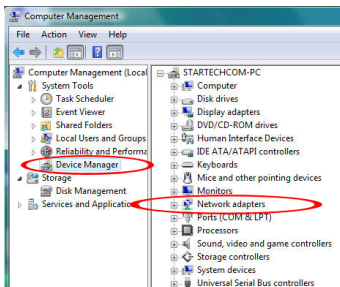 Computer Management
File Action View Help
Computer Management (Local
System Tools
Task Scheduler
Event Viewer
Shared Folders
Local Users and Groups
Reliability and Performa
Device Manager
Storage
Disk Management
Services and Application
STARTECHCOM-PC
Computer
Disk drives
Display adapters
DVD/CD-ROM drives
Human Interface Devices
IDE ATA/ATAPI controllers
Keyboards
Mice and other pointing devices
Monitors
Network adapters
Ports (COM & LPT)
Processors
Sound, video and game controllers
Storage controllers
System devices
Universal Serial Bus controllers